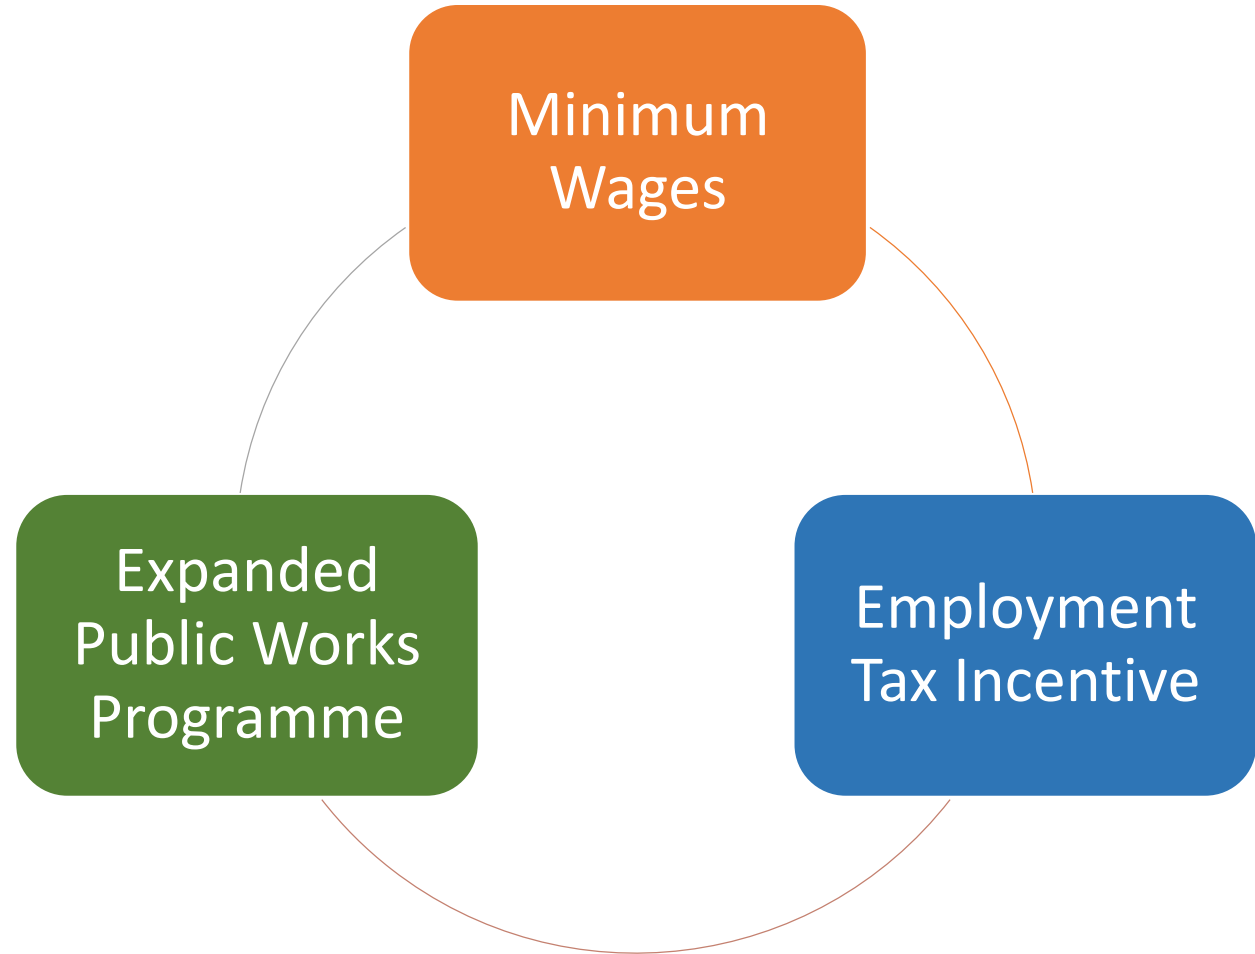 Minimum
Wages
Expanded
Public Works
Programme
Employment
Tax Incentive